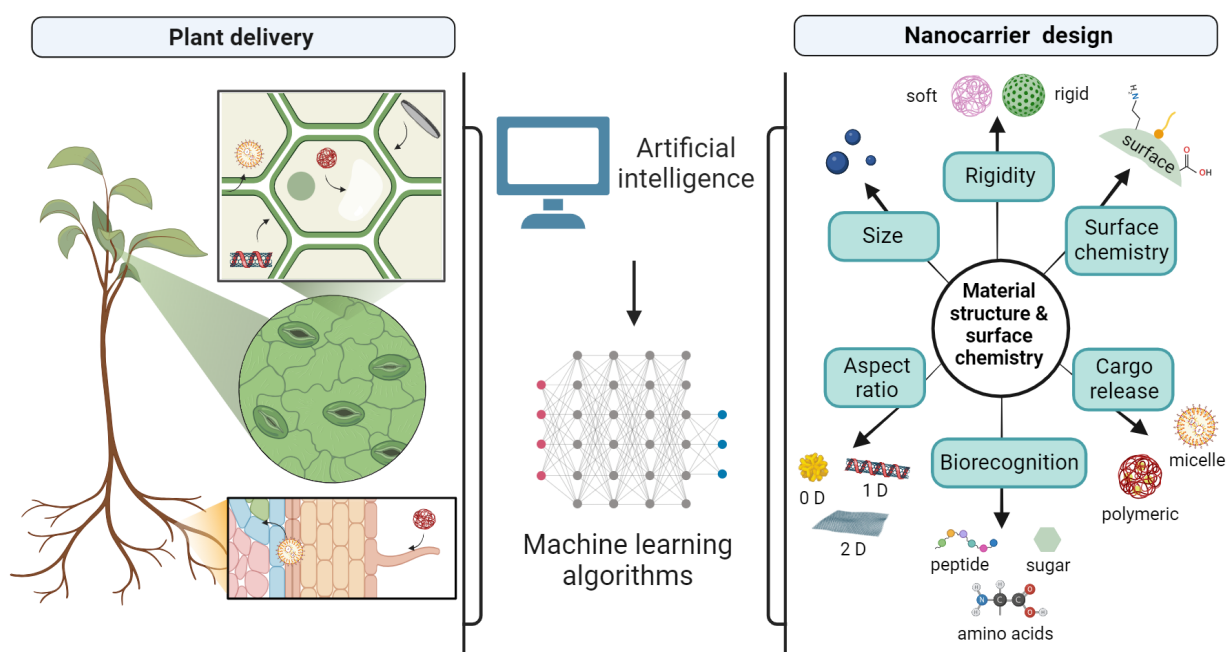 Plant delivery
Artificial
intelligence
Machine learning
algorithms
Nanocarrier design
soft
rigid
Rigidity
H
N
H
surface
O
OH
Size
Surface
chemistry
Material
structure &
surface
chemistry
Aspect
ratio
Cargo
release
Biorecognition
0 D
1 D
2 D
micelle
polymeric
peptide
sugar
H
N
H
H
C
C
O
O
H
amino acids